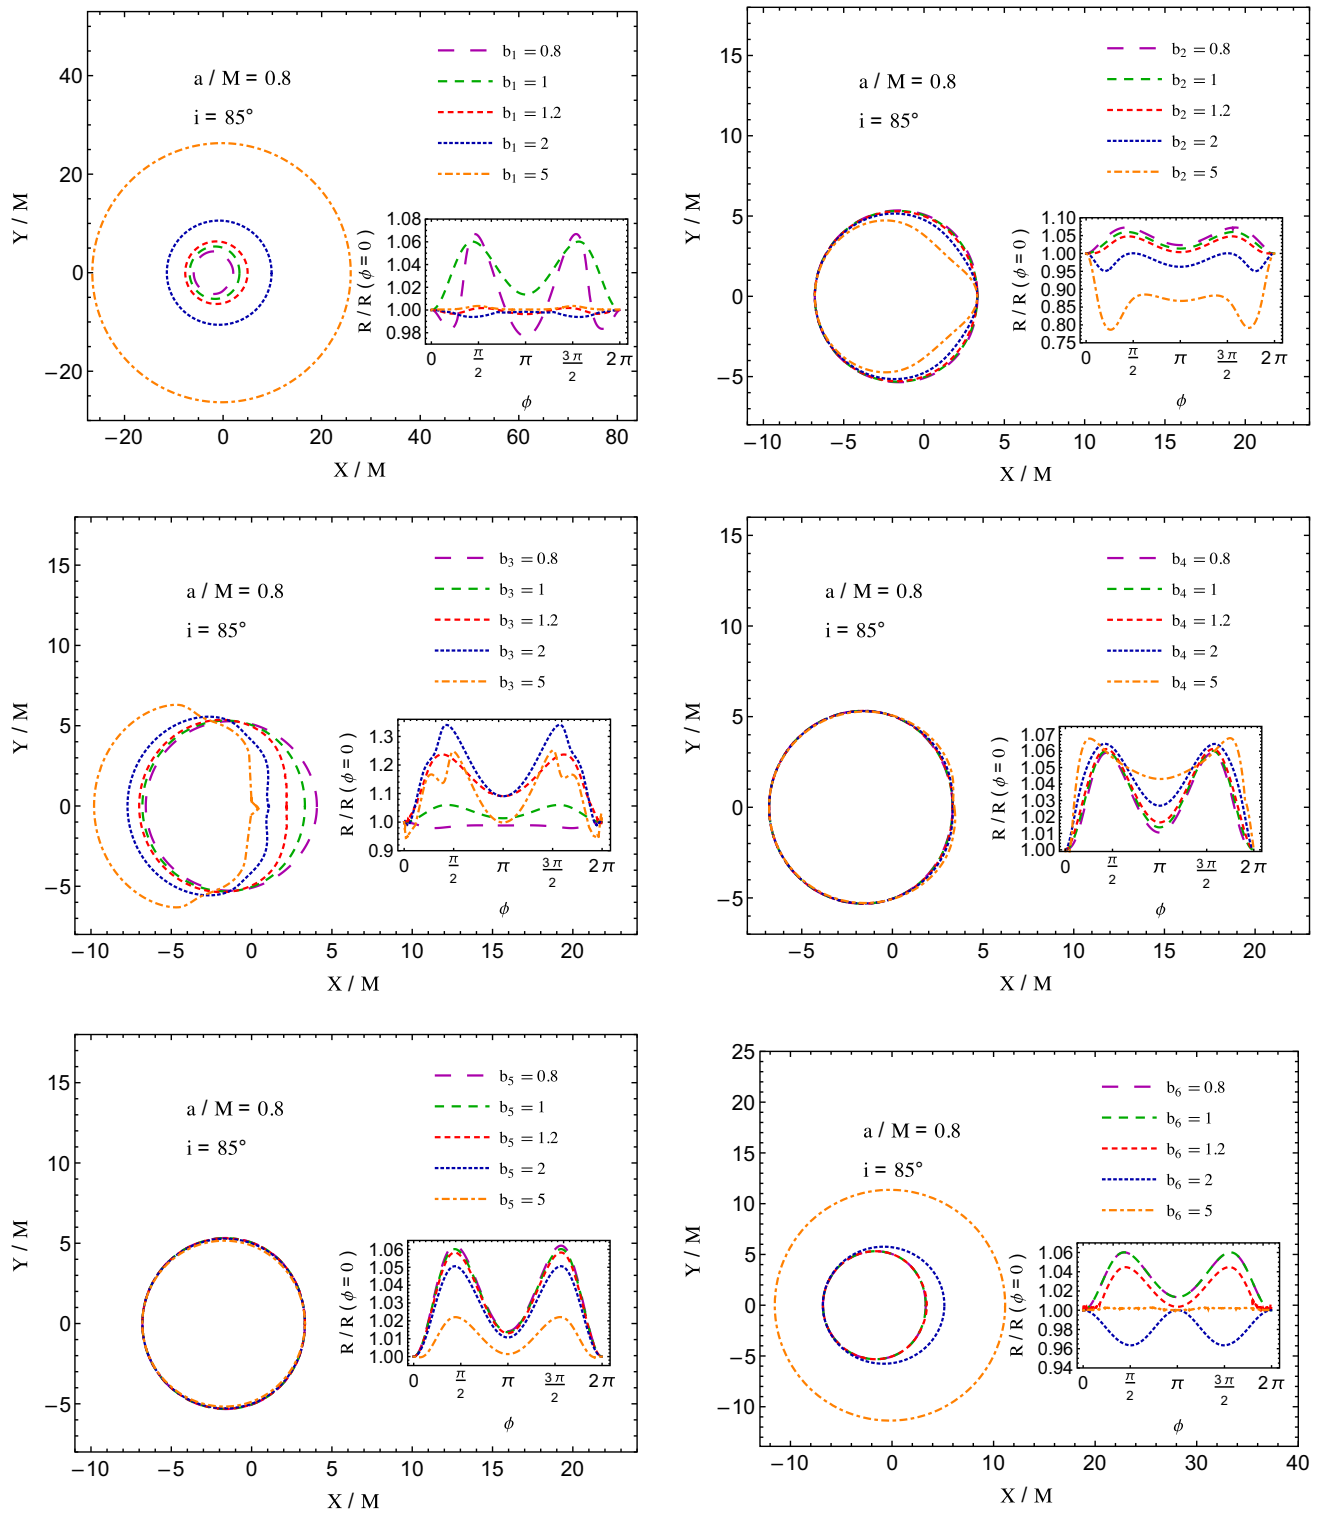 a / M = 0.8
i = 85°
b1 = 0.8
b1 = 1
b1 = 1.2
b1 = 2
b1 = 5
Y / M
40
20
0
−20
−20 0 20 40 60 80
X / M
R / R ( ϕ = 0 )
1.08
1.06
1.04
1.02
1.00
0.98
0 π/2 π 3π/2 2π
ϕ
a / M = 0.8
i = 85°
b2 = 0.8
b2 = 1
b2 = 1.2
b2 = 2
b2 = 5
Y / M
15
10
5
0
−5
−10 −5 0 5 10 15 20
X / M
R / R ( ϕ = 0 )
1.10
1.05
1.00
0.95
0.90
0.85
0.80
0.75
0 π/2 π 3π/2 2π
ϕ
a / M = 0.8
i = 85°
b3 = 0.8
b3 = 1
b3 = 1.2
b3 = 2
b3 = 5
Y / M
15
10
5
0
−5
−10 −5 0 5 10 15 20
X / M
R / R ( ϕ = 0 )
1.3
1.2
1.1
1.0
0.9
0 π/2 π 3π/2 2π
ϕ
a / M = 0.8
i = 85°
b4 = 0.8
b4 = 1
b4 = 1.2
b4 = 2
b4 = 5
Y / M
15
10
5
0
−5
−5 0 5 10 15 20
X / M
R / R ( ϕ = 0 )
1.07
1.06
1.05
1.04
1.03
1.02
1.01
1.00
0 π/2 π 3π/2 2π
ϕ
a / M = 0.8
i = 85°
b5 = 0.8
b5 = 1
b5 = 1.2
b5 = 2
b5 = 5
Y / M
15
10
5
0
−5
−10 −5 0 5 10 15 20
X / M
R / R ( ϕ = 0 )
1.06
1.05
1.04
1.03
1.02
1.01
1.00
0 π/2 π 3π/2 2π
ϕ
a / M = 0.8
i = 85°
b6 = 0.8
b6 = 1
b6 = 1.2
b6 = 2
b6 = 5
Y / M
25
20
15
10
5
0
−5
−10
−10 0 10 20 30 40
X / M
R / R ( ϕ = 0 )
1.06
1.04
1.02
1.00
0.98
0.96
0.94
0 π/2 π 3π/2 2π
ϕ